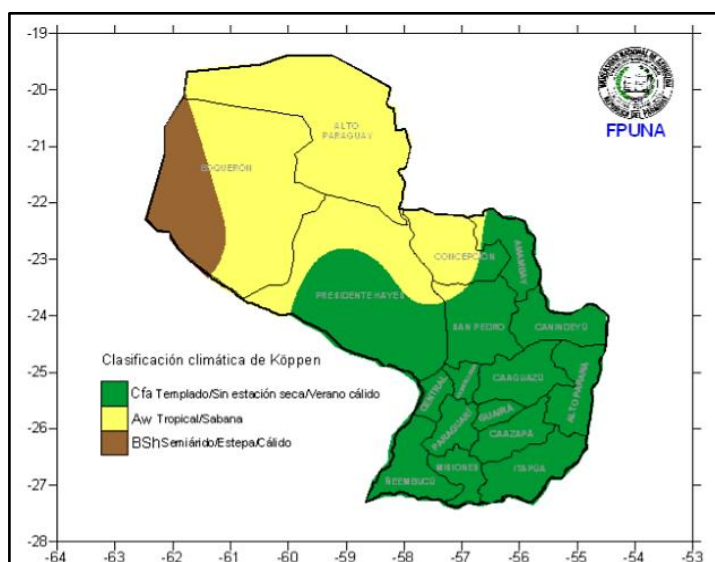 -19
-20
-21
-22
-23
-24
-25
-26
-27
-28
-64
-63
-62
-61
-60
-59
-58
-57
-56
-55
-54
-53
FPUNA
ALTO
PARAGUAY
BOQUERÓN
CONCEPCIÓN
AMAMBAY
PRESIDENTE HAYES
SAN PEDRO
CANINDEYÚ
CENTRAL
CAAGUAZÚ
ALTO PARANÁ
PARAGUARÍ
GUAIRÁ
CAAZAPÁ
MISIONES
ITAPÚA
ÑEEMBUCÚ
Clasificación climática de Köppen
Cfa Templado/Sin estación seca/Verano cálido
Aw Tropical/Sabana
BSh Semiárido/Estepa/Cálido